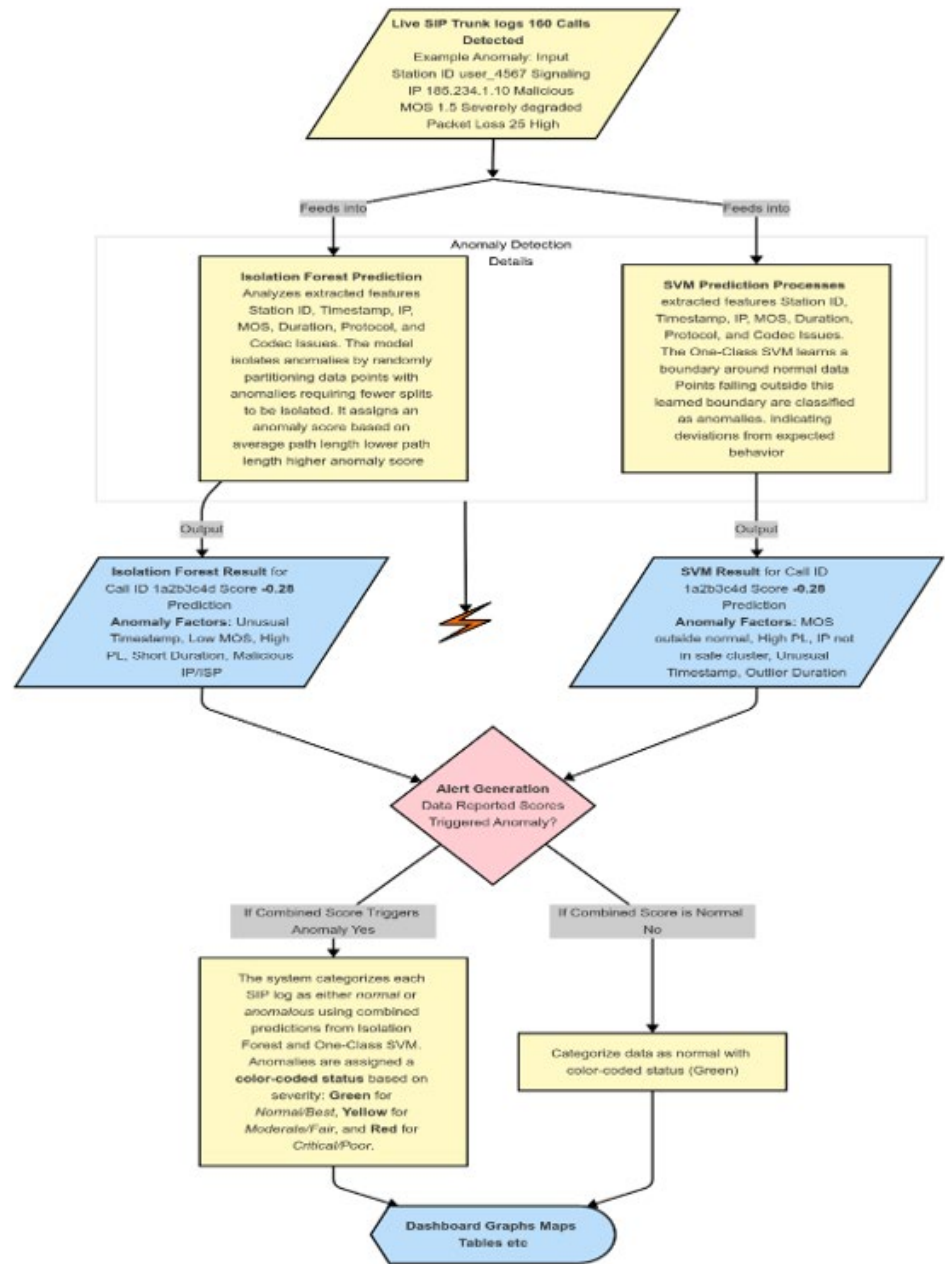 Live SIP Trunk logs 160 Calls
Detected
Example Anomaly: Input
Station ID user_4567 Signaling
IP 185.234.1.10 Malicious
MOS 1.5 Severely degraded
Packet Loss 25 High
Feeds into
Feeds into
Anomaly Detection
Details
Isolation Forest Prediction
Analyzes extracted features
Station ID, Timestamp, IP,
MOS, Duration, Protocol, and
Codec Issues. The model
isolates anomalies by randomly
partitioning data points with
anomalies requiring fewer splits
to be isolated. It assigns an
anomaly score based on
average path length lower path
length higher anomaly score
SVM Prediction Processes
extracted features Station ID,
Timestamp, IP, MOS, Duration,
Protocol, and Codec Issues.
The One-Class SVM learns a
boundary around normal data
Points falling outside this
learned boundary are classified
as anomalies. indicating
deviations from expected
behavior
Output
Output
Isolation Forest Result for
Call ID 1a2b3c4d Score -0.28
Prediction
Anomaly Factors: Unusual
Timestamp, Low MOS, High
PL, Short Duration, Malicious
IP/ISP
SVM Result for Call ID
1a2b3c4d Score -0.28
Prediction
Anomaly Factors: MOS
outside normal, High PL, IP not
in safe cluster, Unusual
Timestamp, Outlier Duration
Alert Generation
Data Reported Scores
Triggered Anomaly?
If Combined Score Triggers
Anomaly Yes
If Combined Score is Normal
No
The system categorizes each
SIP log as either normal or
anomalous using combined
predictions from Isolation
Forest and One-Class SVM.
Anomalies are assigned a
color-coded status based on
severity: Green for
Normal/Best, Yellow for
Moderate/Fair, and Red for
Critical/Poor.
Categorize data as normal with
color-coded status (Green)
Dashboard Graphs Maps
Tables etc